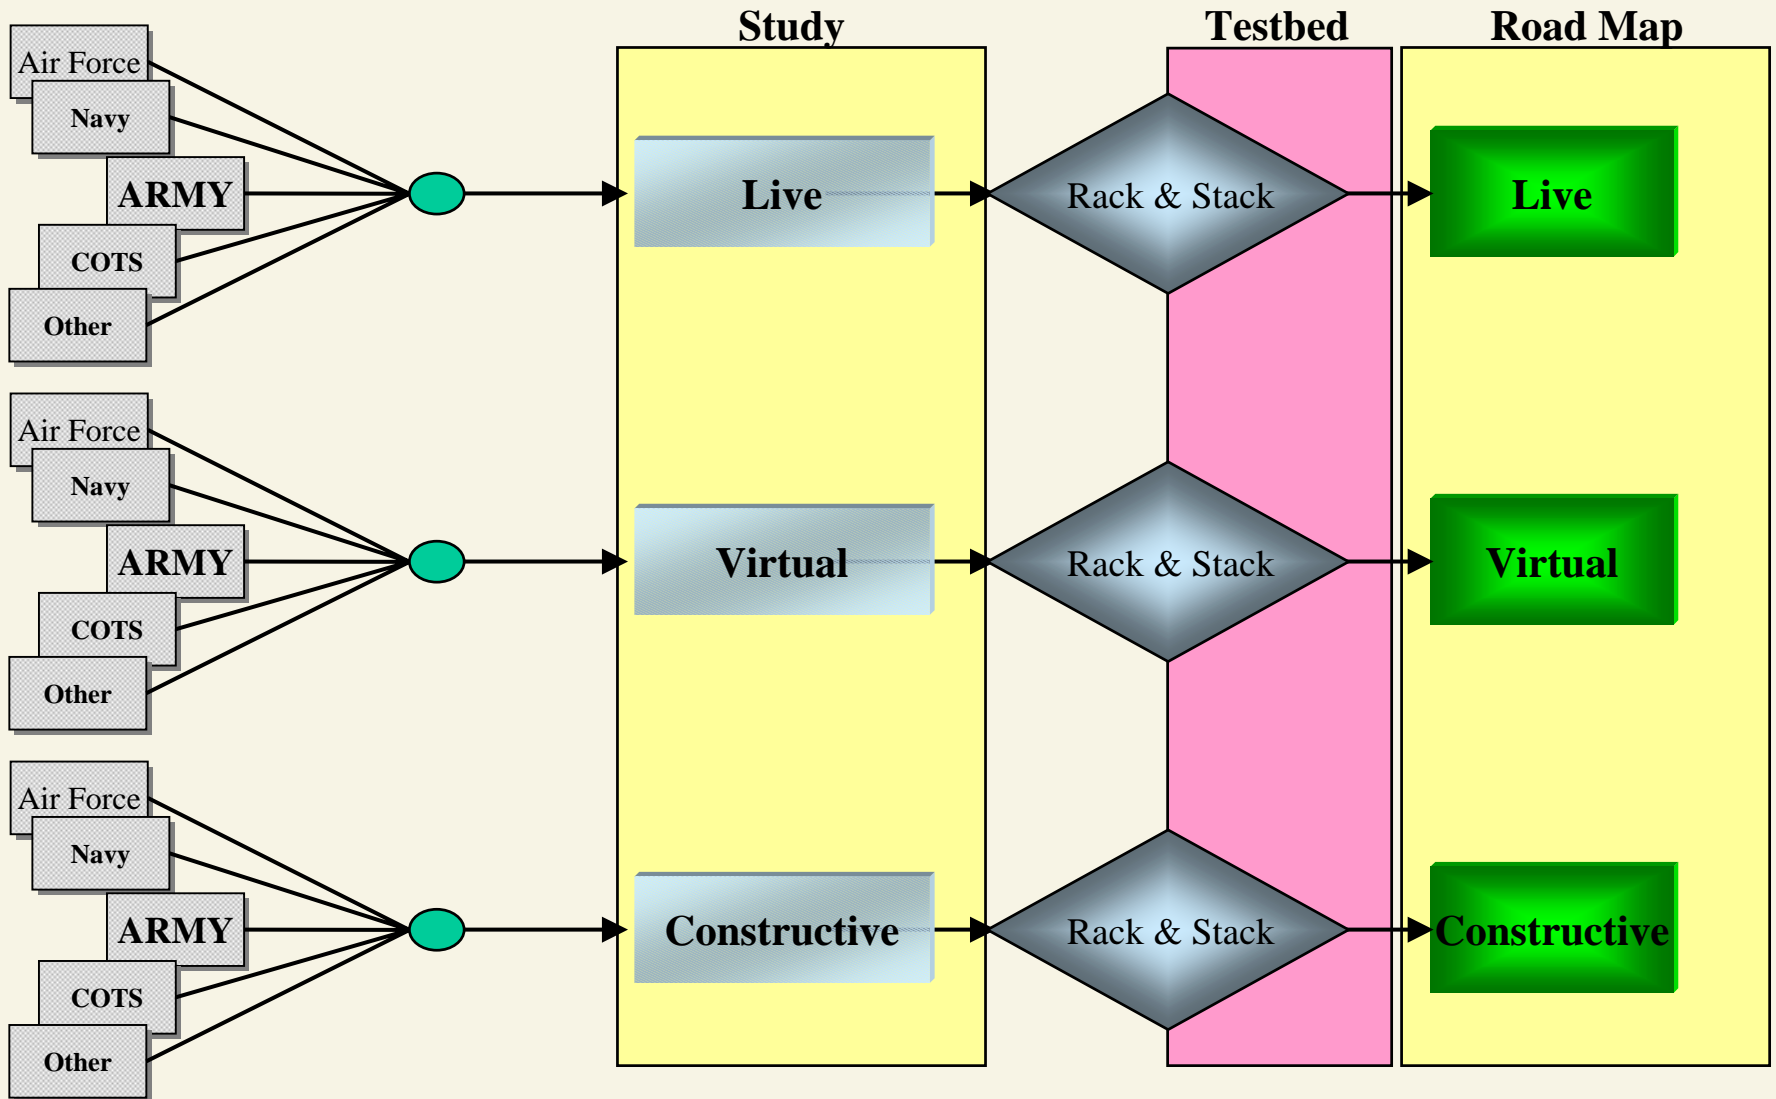 Study
Testbed
Road Map
Air Force
Navy
ARMY
COTS
Other
Live
Rack & Stack
Live
Air Force
Navy
ARMY
COTS
Other
Virtual
Rack & Stack
Virtual
Air Force
Navy
ARMY
COTS
Other
Constructive
Rack & Stack
Constructive